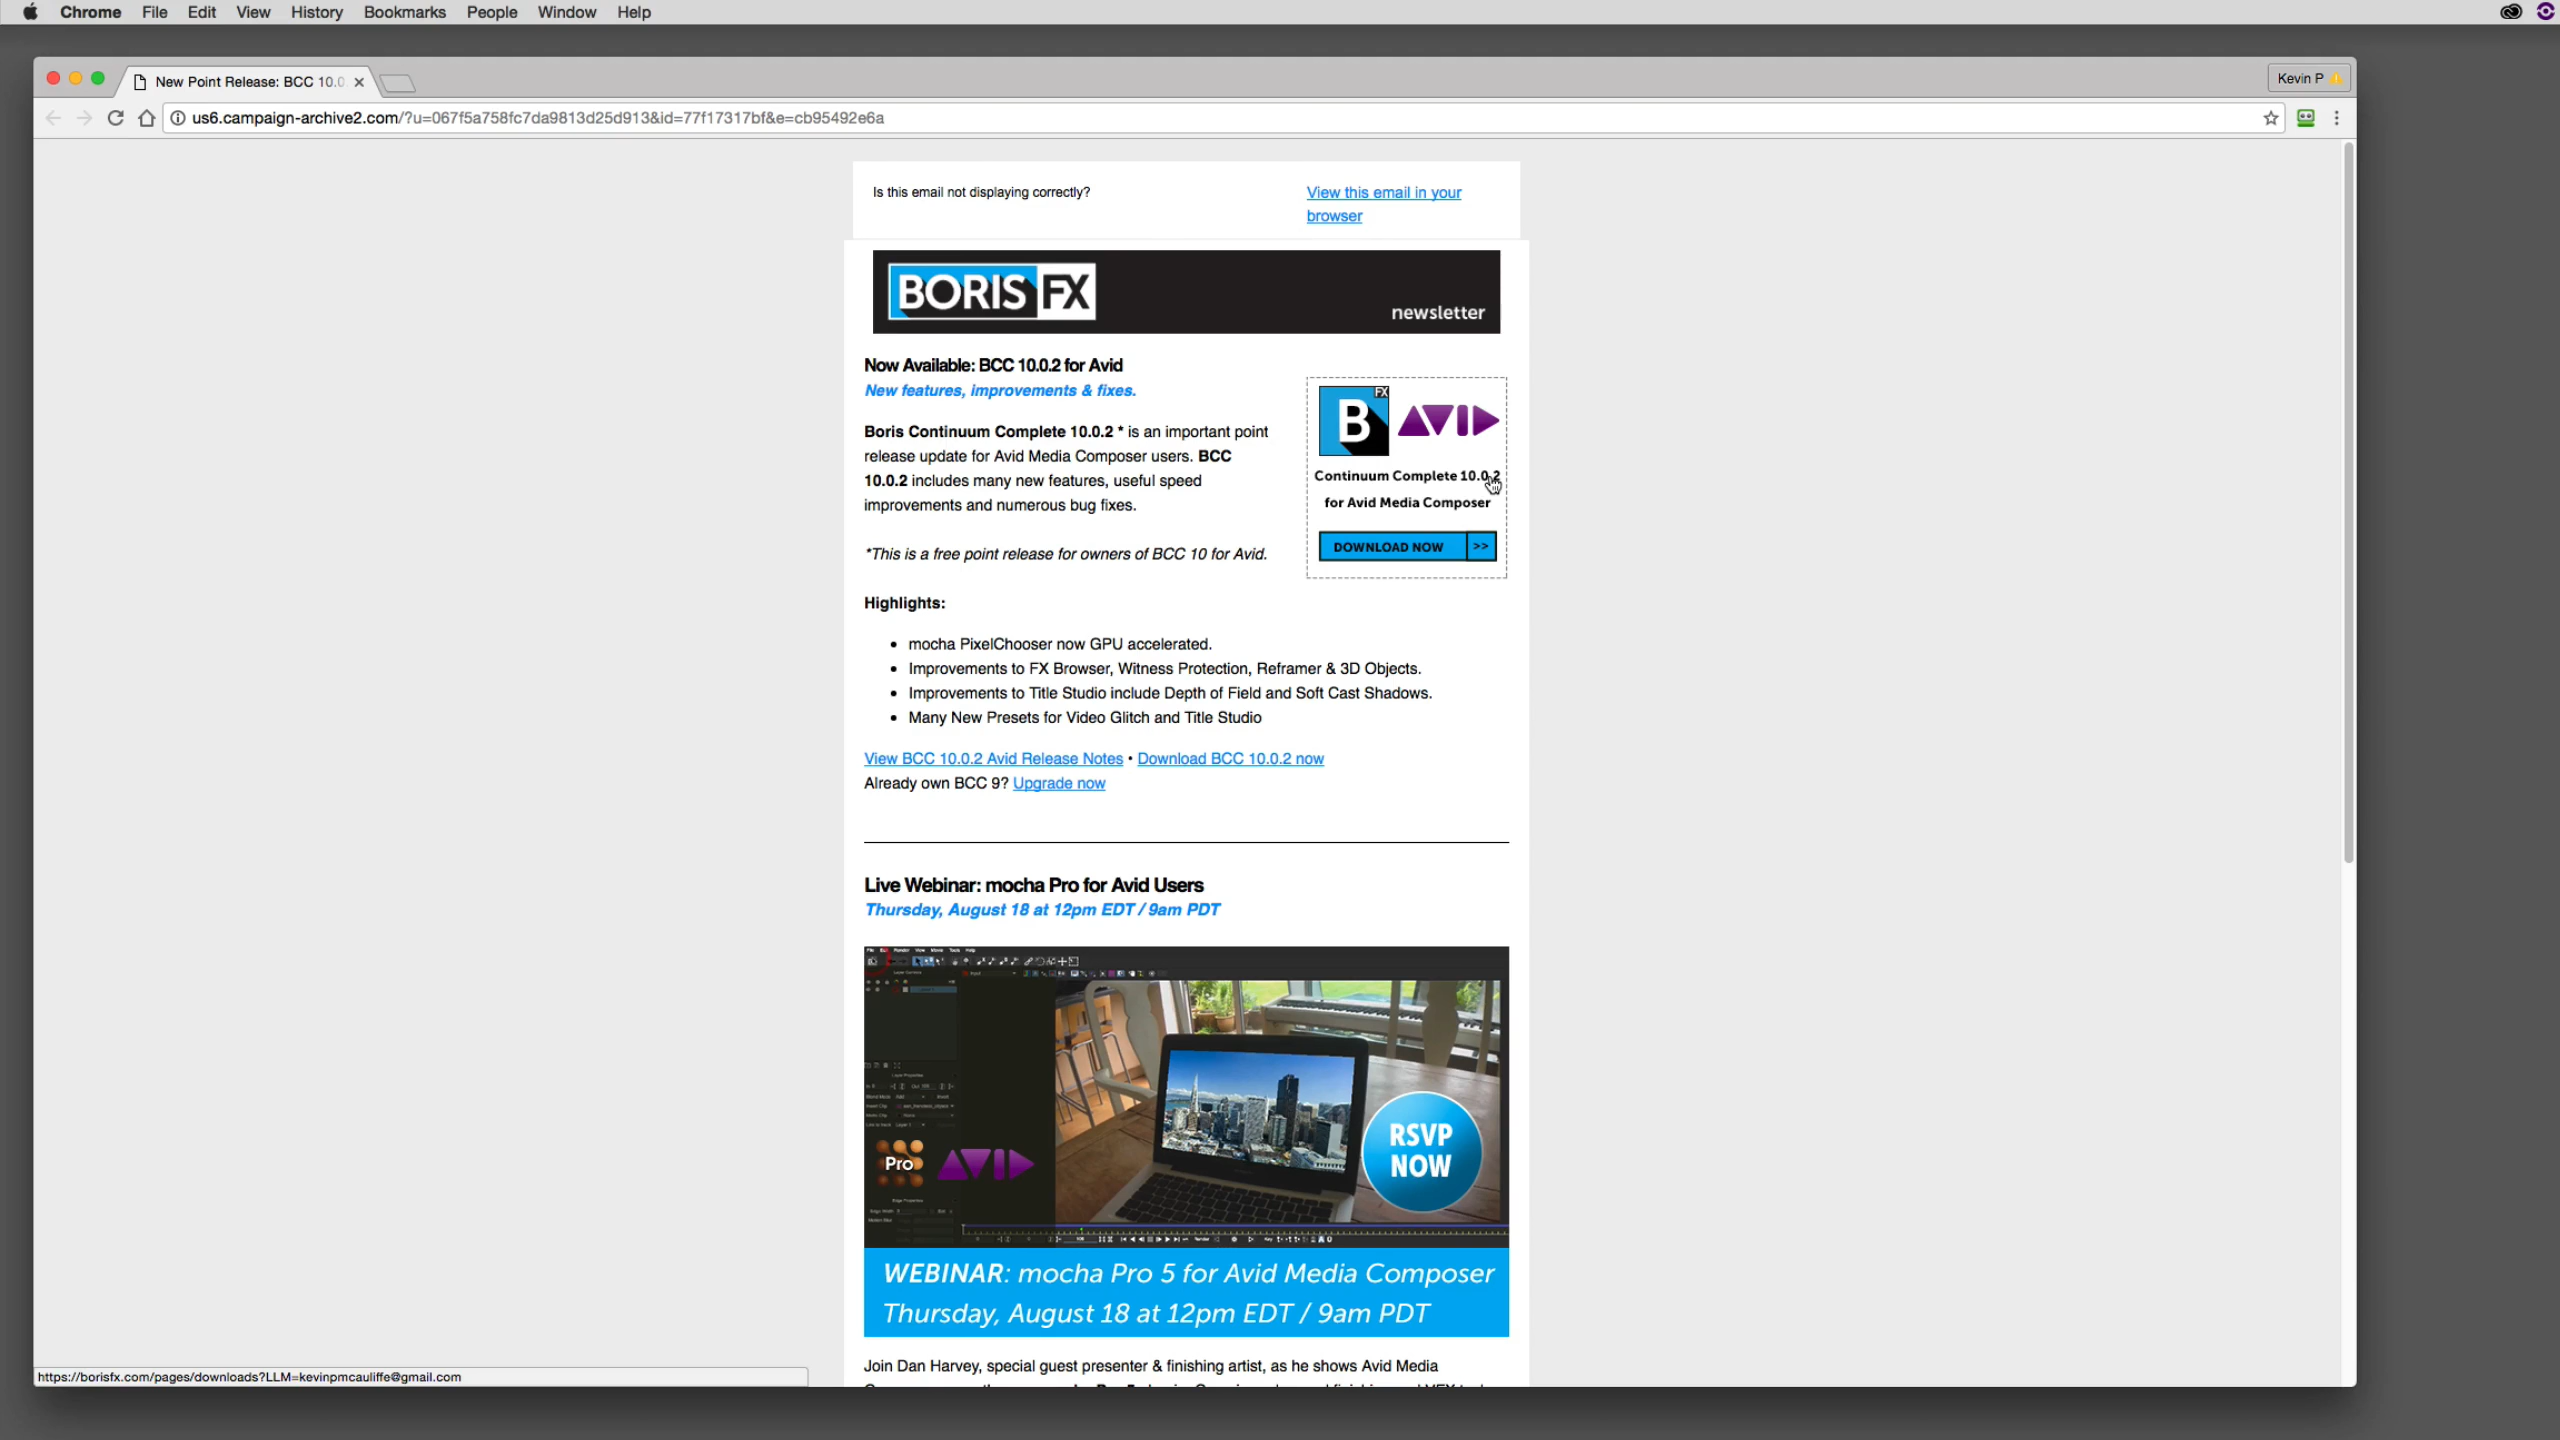 Chrome File Edit View History Bookmarks People Window Help
New Point Release: BCC 10.0
Kevin P
us6.campaign-archive2.com/?u=067f5a758fc7da9813d25d913&id=77f17317bf&e=cb95492e6a
Is this email not displaying correctly?
View this email in your
browser
BORIS FX
newsletter
Now Available: BCC 10.0.2 for Avid
New features, improvements & fixes.
Boris Continuum Complete 10.0.2 * is an important point
release update for Avid Media Composer users. BCC
10.0.2 includes many new features, useful speed
improvements and numerous bug fixes.
*This is a free point release for owners of BCC 10 for Avid.
B FX AVID
Continuum Complete 10.0.2
for Avid Media Composer
DOWNLOAD NOW >>
Highlights:
• mocha PixelChooser now GPU accelerated.
• Improvements to FX Browser, Witness Protection, Reframer & 3D Objects.
• Improvements to Title Studio include Depth of Field and Soft Cast Shadows.
• Many New Presets for Video Glitch and Title Studio
View BCC 10.0.2 Avid Release Notes • Download BCC 10.0.2 now
Already own BCC 9? Upgrade now
Live Webinar: mocha Pro for Avid Users
Thursday, August 18 at 12pm EDT / 9am PDT
Pro AVID
RSVP
NOW
WEBINAR: mocha Pro 5 for Avid Media Composer
Thursday, August 18 at 12pm EDT / 9am PDT
Join Dan Harvey, special guest presenter & finishing artist, as he shows Avid Media
https://borisfx.com/pages/downloads?LLM=kevinpmcauliffe@gmail.com